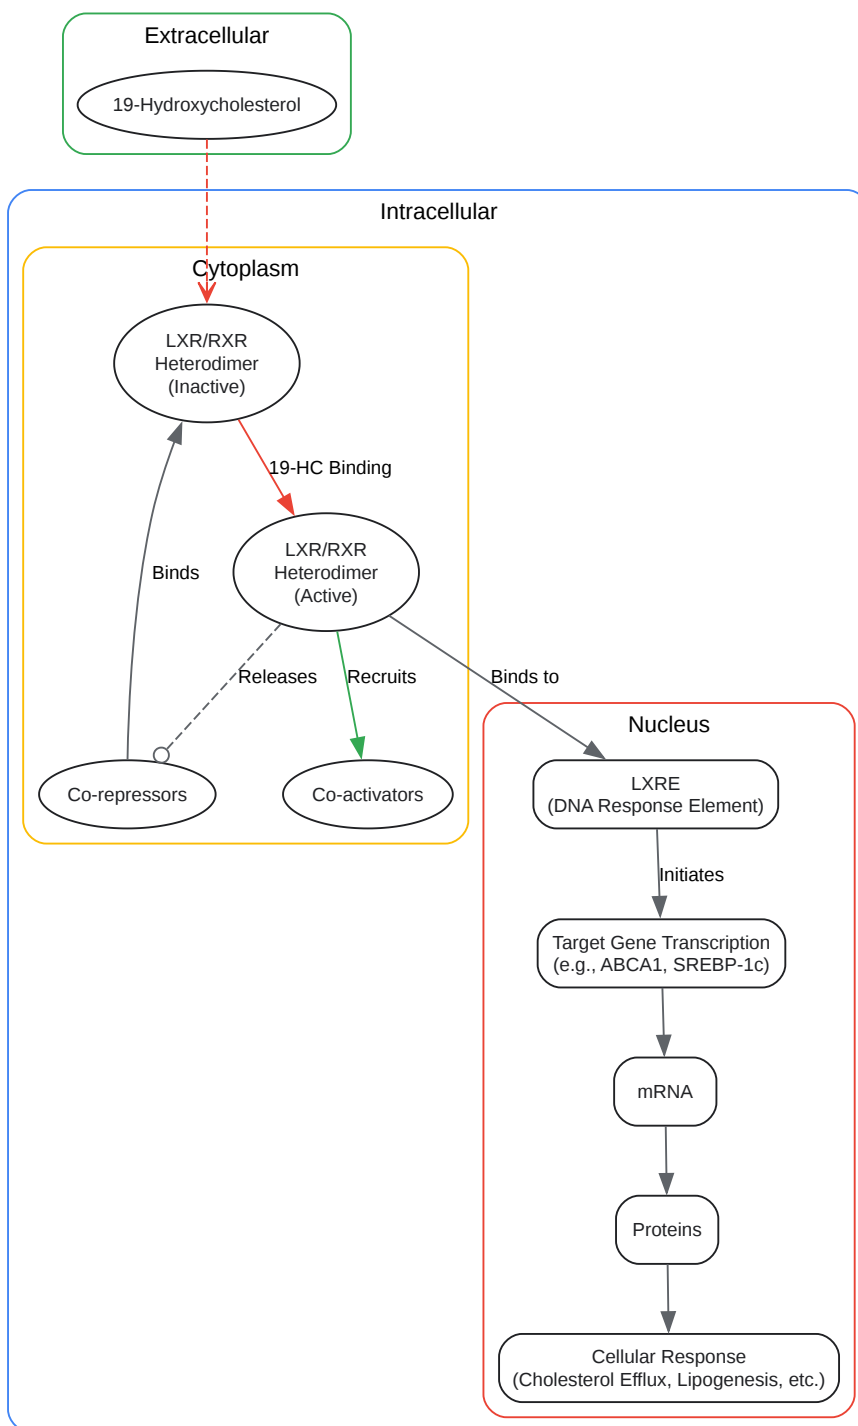 Extracellular
19-Hydroxycholesterol
Intracellular
Cytoplasm
LXR/RXR
Heterodimer
(Inactive)
19-HC Binding
LXR/RXR
Heterodimer
(Active)
Binds
Releases
Recruits
Binds to
Co-repressors
Co-activators
Nucleus
LXRE
(DNA Response Element)
Initiates
Target Gene Transcription
(e.g., ABCA1, SREBP-1c)
mRNA
Proteins
Cellular Response
(Cholesterol Efflux, Lipogenesis, etc.)